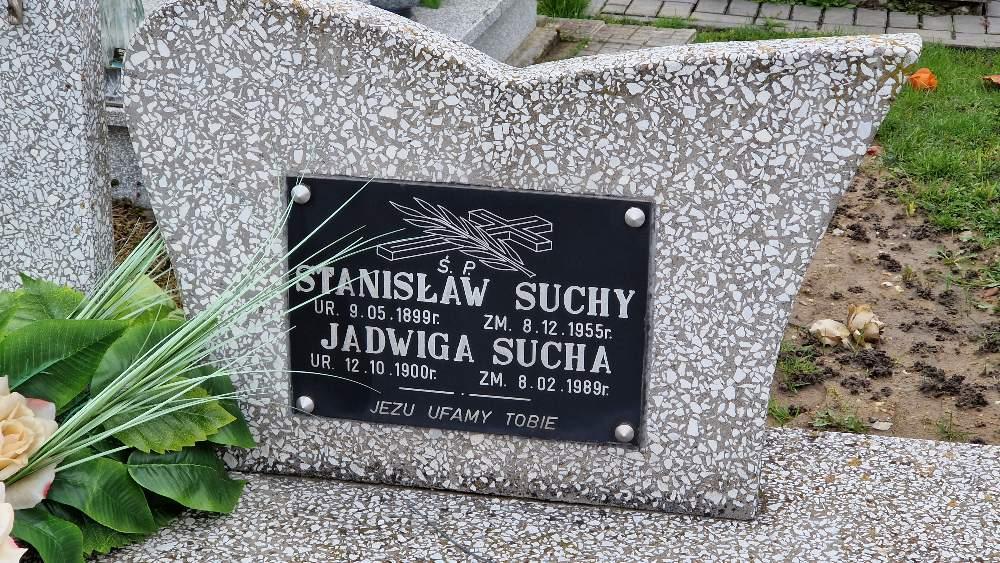 Ś.P.
STANISŁAW SUCHY
UR. 9.05.1899r. ZM. 8.12.1955r.
JADWIGA SUCHA
UR. 12.10.1900r. ZM. 8.02.1989r.
JEZU UFAMY TOBIE